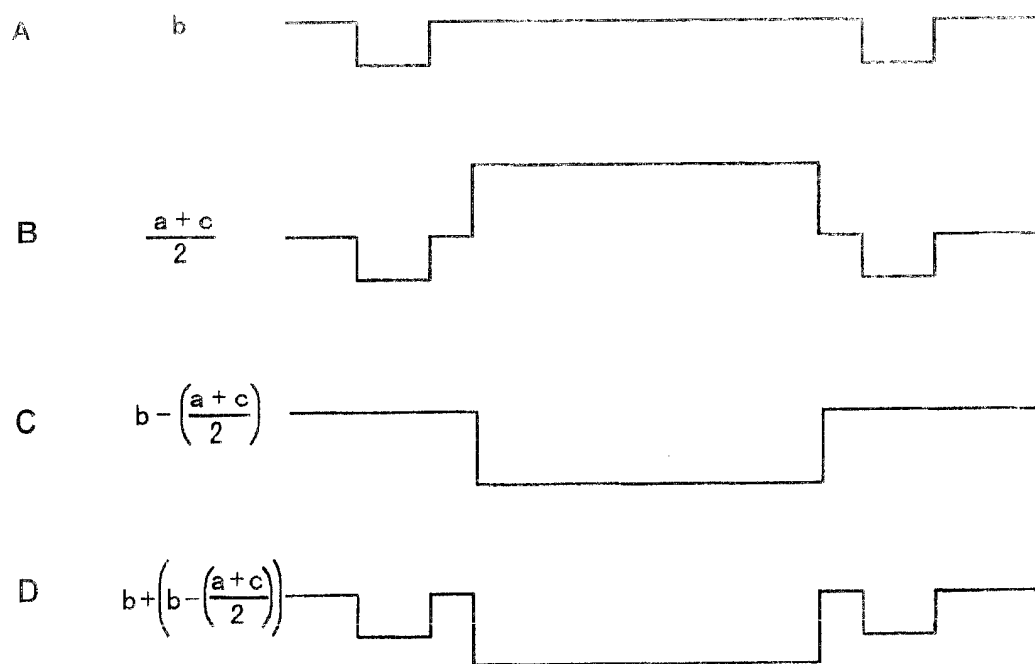 A b
B a + c / 2
C b - ( a + c / 2 )
D b + ( b - ( a + c / 2 ) )